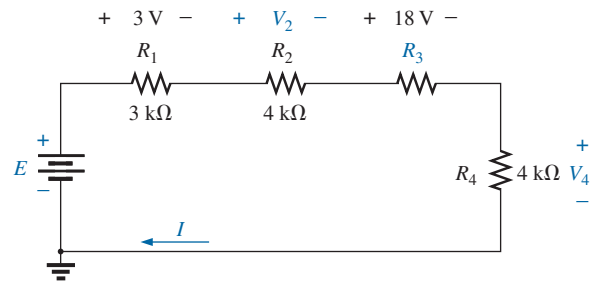 + 3 V − + V₂ − + 18 V −
R₁ R₂ R₃
3 kΩ 4 kΩ
+
E
−
R₄ 4 kΩ V₄
+
−
I